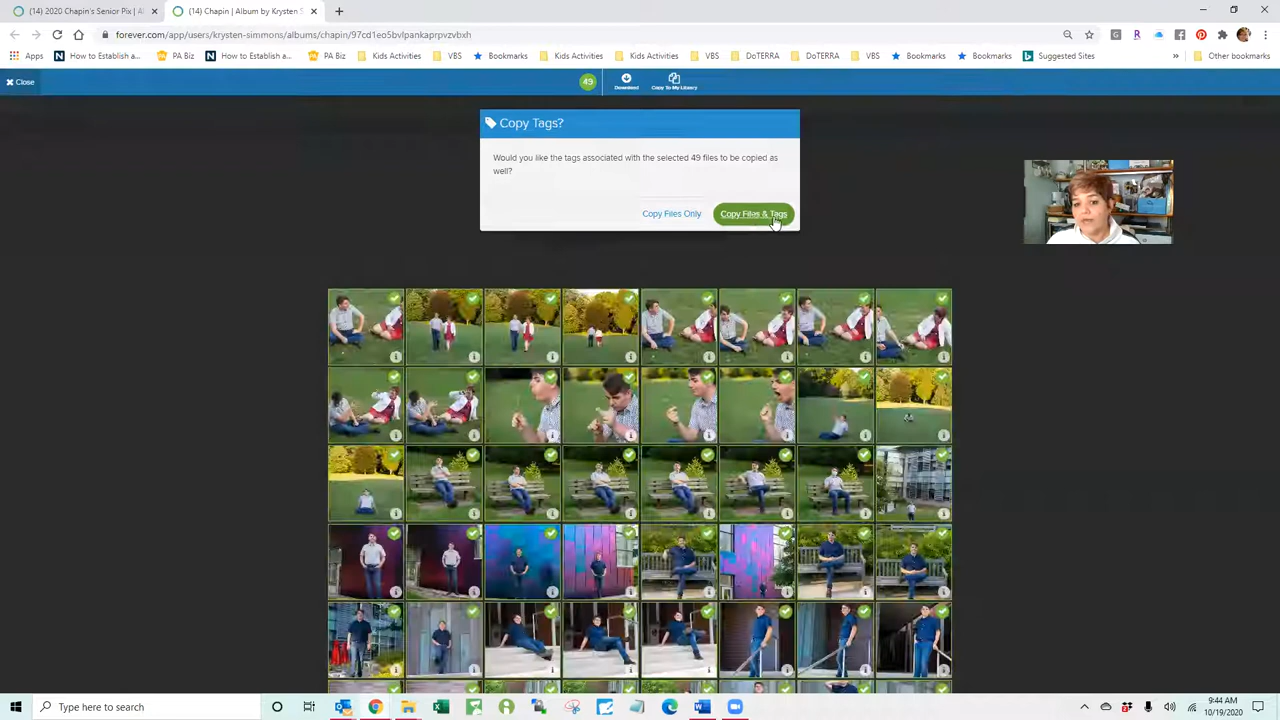 (14) 2020 Chapin's Senior Pix | Al
(14) Chapin | Album by Krysten S
forever.com/app/users/krysten-simmons/albums/chapin/97cd1eo5bvlpankaprpvzvbxh
Apps
How to Establish a...
PA Biz
How to Establish a...
PA Biz
Kids Activities
VBS
Bookmarks
Kids Activities
Kids Activities
VBS
DoTERRA
DoTERRA
VBS
Bookmarks
Bookmarks
Suggested Sites
Other bookmarks
Close
49
Download
Copy To My Library
Copy Tags?
Would you like the tags associated with the selected 49 files to be copied as
well?
Copy Files Only
Copy Files & Tags
Type here to search
9:44 AM
10/19/2020